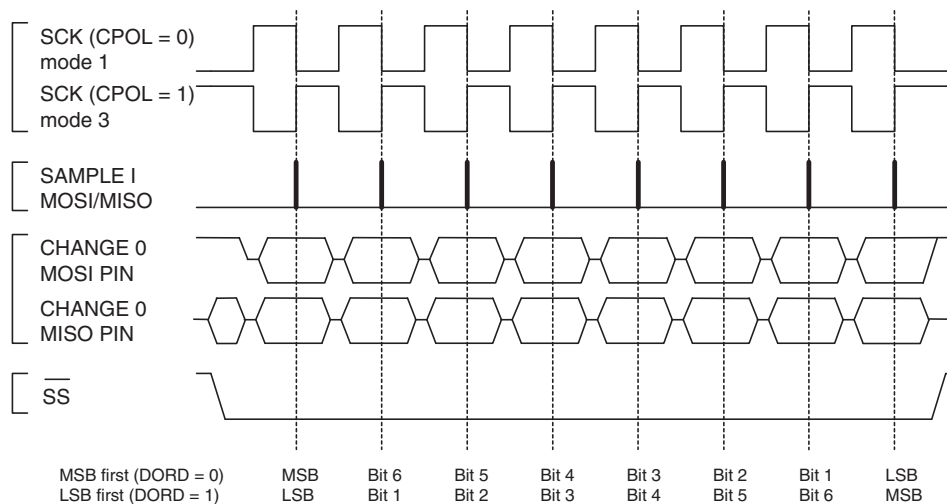 SCK (CPOL = 0)
mode 1
SCK (CPOL = 1)
mode 3
SAMPLE I
MOSI/MISO
CHANGE 0
MOSI PIN
CHANGE 0
MISO PIN
SS
MSB first (DORD = 0) MSB Bit 6 Bit 5 Bit 4 Bit 3 Bit 2 Bit 1 LSB
LSB first (DORD = 1) LSB Bit 1 Bit 2 Bit 3 Bit 4 Bit 5 Bit 6 MSB